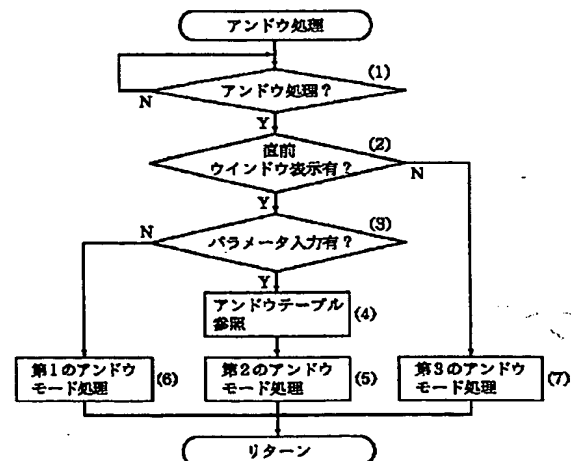 アンドウ処理
(1)
アンドウ処理?
N
Y
(2)
直前
ウインドウ表示有?
N
Y
(3)
N
パラメータ入力有?
Y
アンドウテーブル
参照
(4)
第1のアンドウ
モード処理
(6)
第2のアンドウ
モード処理
(5)
第3のアンドウ
モード処理
(7)
リターン